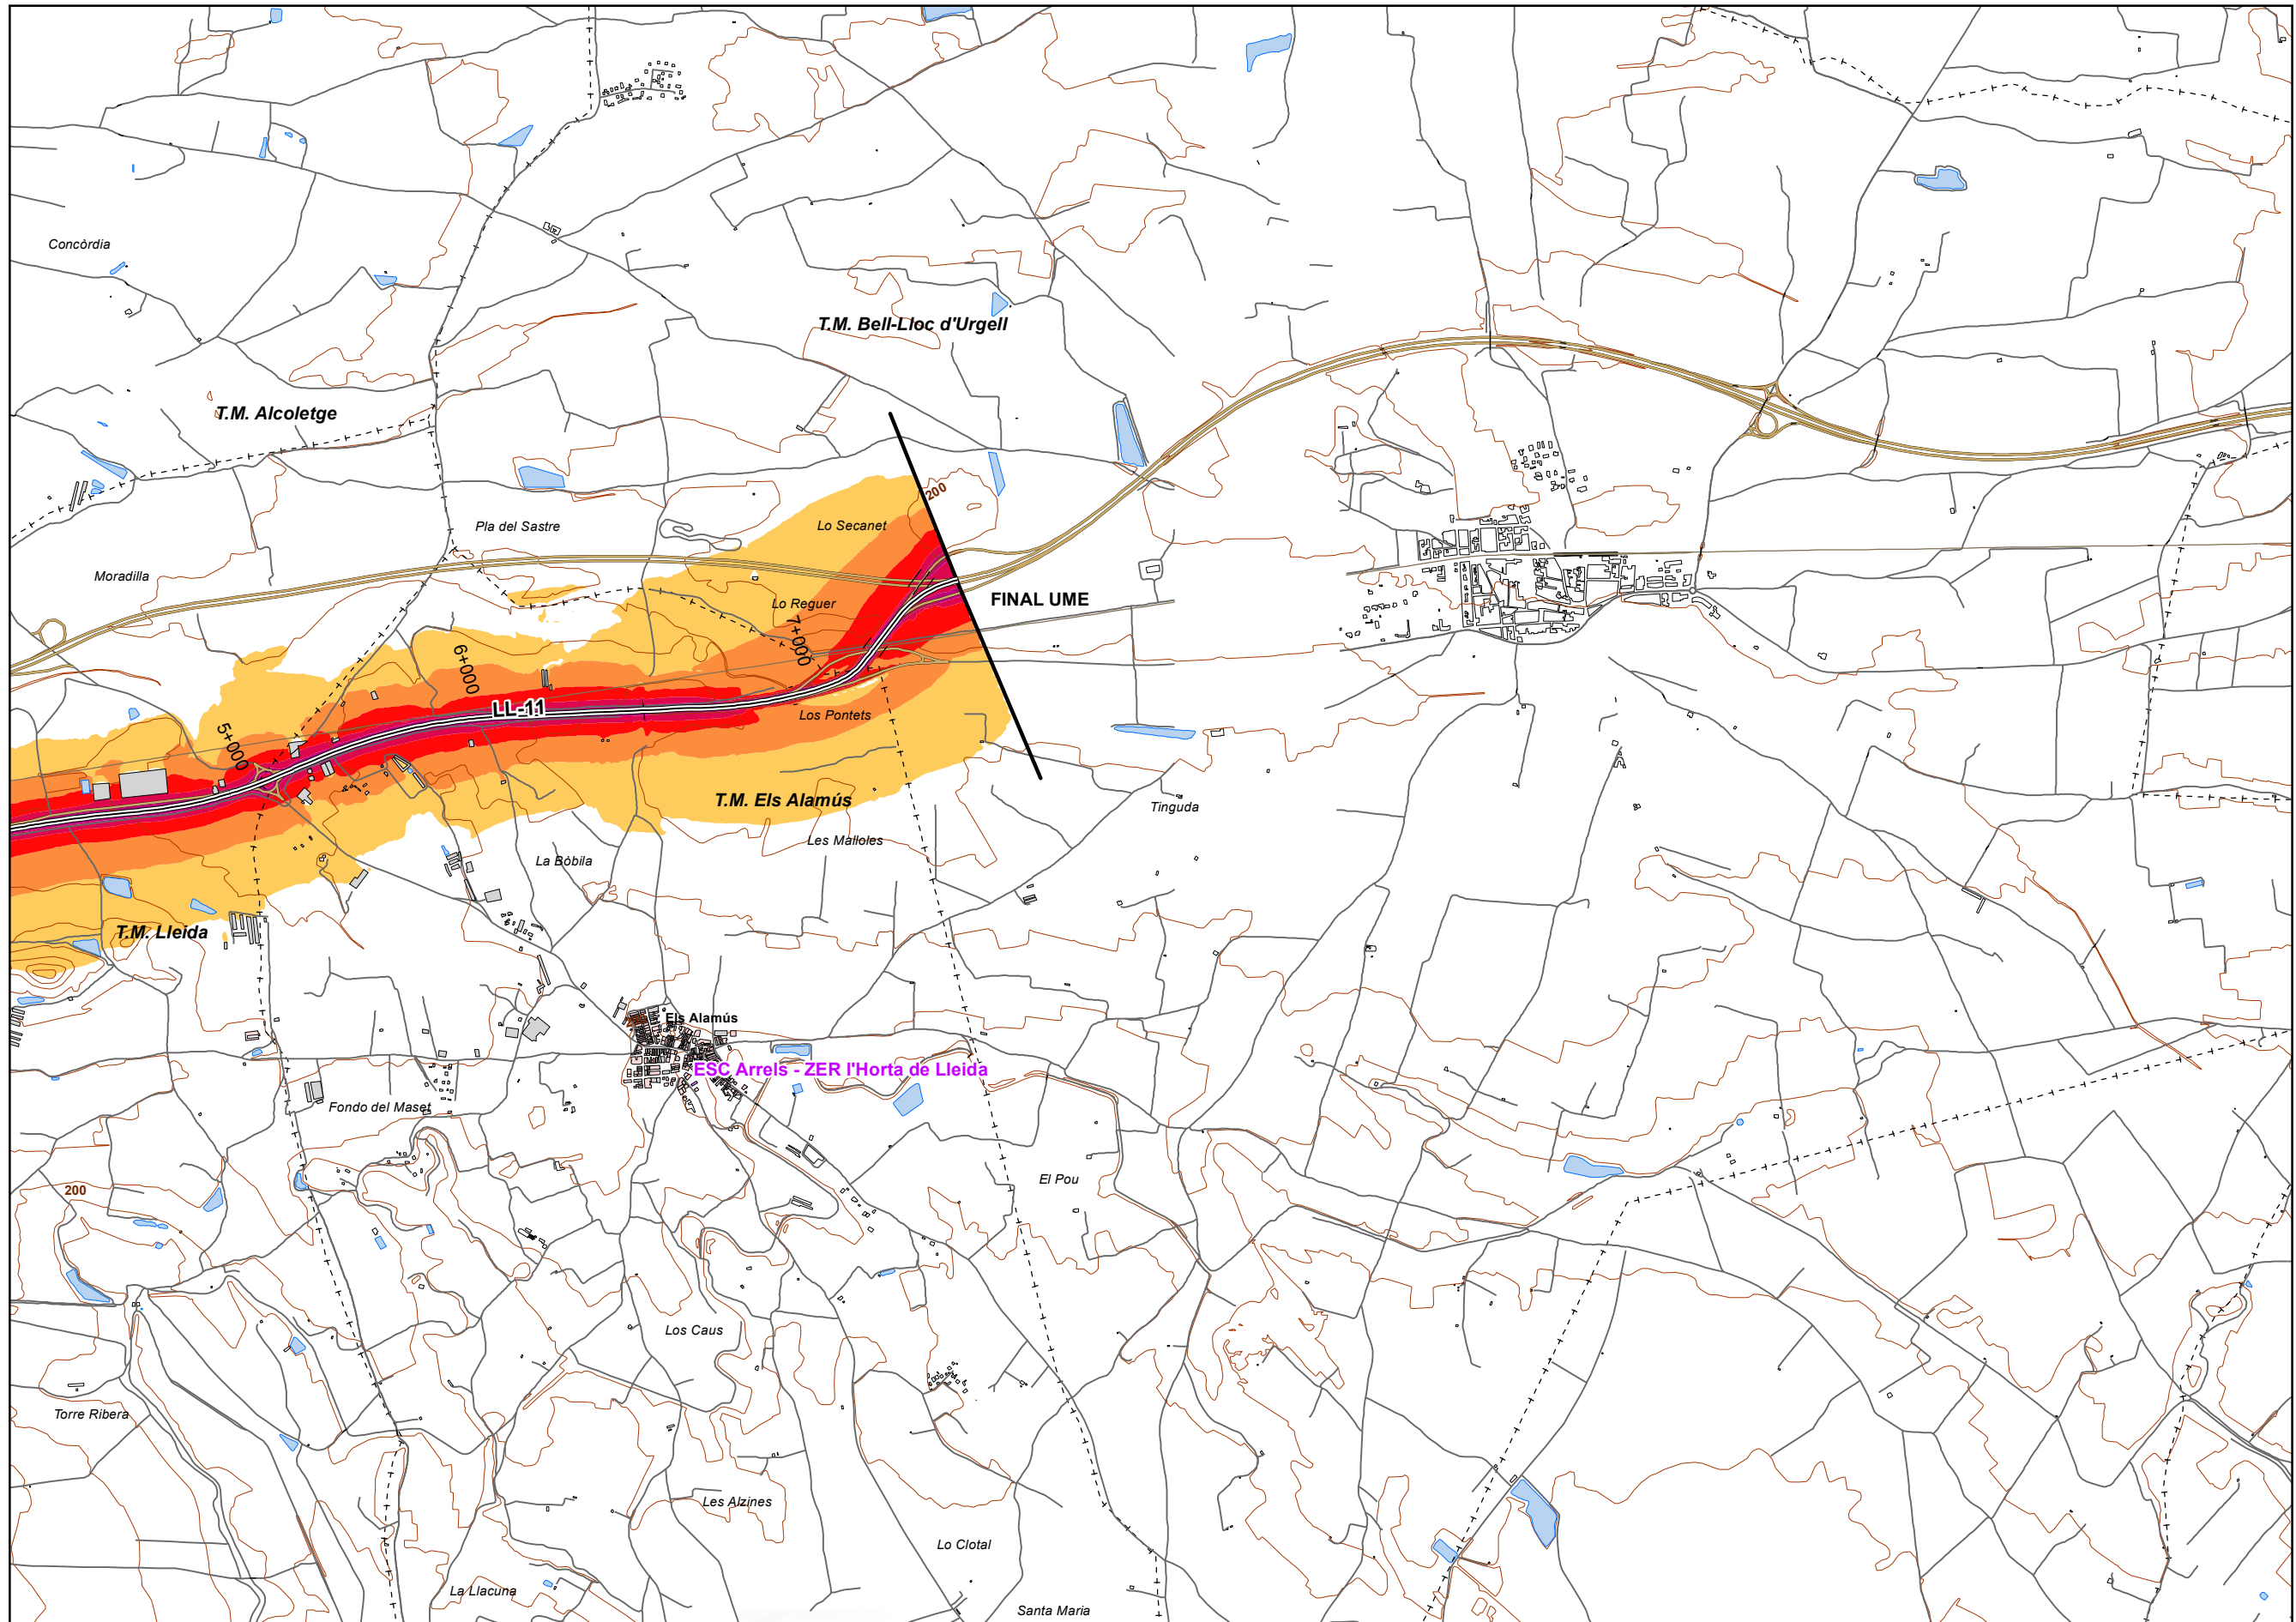 Concòrdia
T.M. Bell-Lloc d'Urgell
T.M. Alcoletge
200
Pla del Sastre
Lo Secanet
Moradilla
FINAL UME
Lo Reguer
7+000
6+000
LL-11
Los Pontets
5+000
T.M. Els Alamús
Tinguda
Les Malloles
La Bòbila
T.M. Lleida
Els Alamús
ESC Arrels - ZER l'Horta de Lleida
Fondo del Maset
El Pou
200
Los Caus
Torre Ribera
Les Alzines
Lo Clotal
La Llacuna
Santa Maria